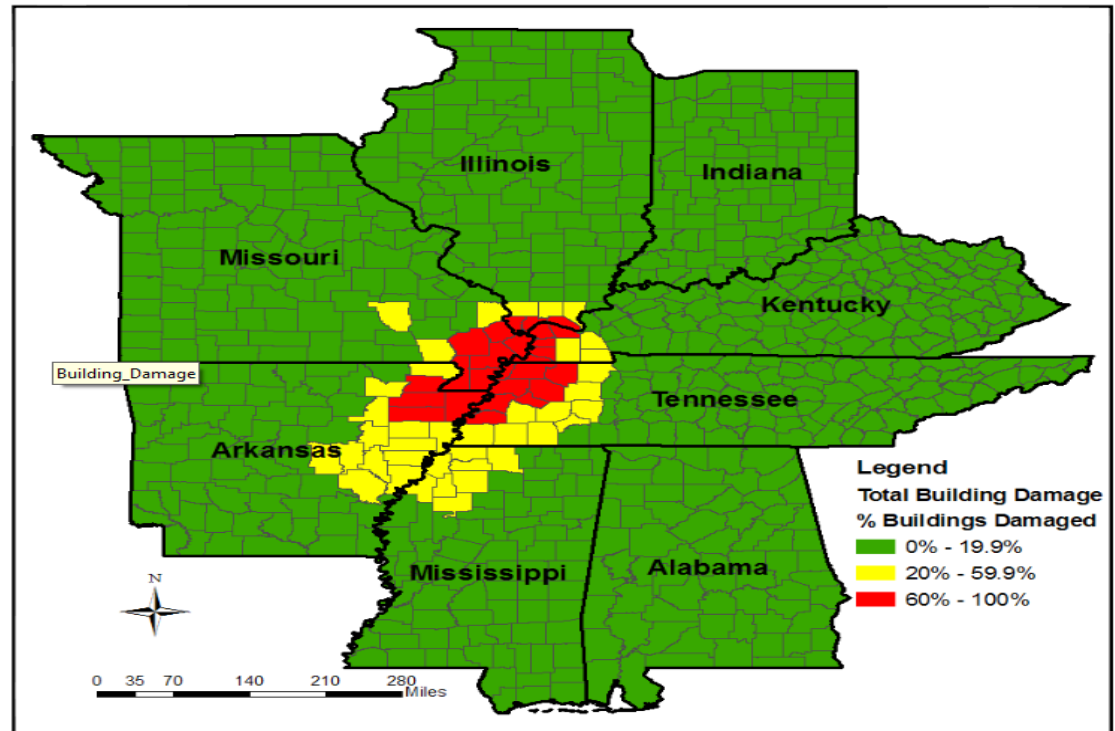 Illinois
Indiana
Missouri
Kentucky
Building_Damage
Tennessee
Arkansas
Mississippi
Alabama
Legend
Total Building Damage
% Buildings Damaged
0% - 19.9%
20% - 59.9%
60% - 100%
N
0 35 70 140 210 280
Miles